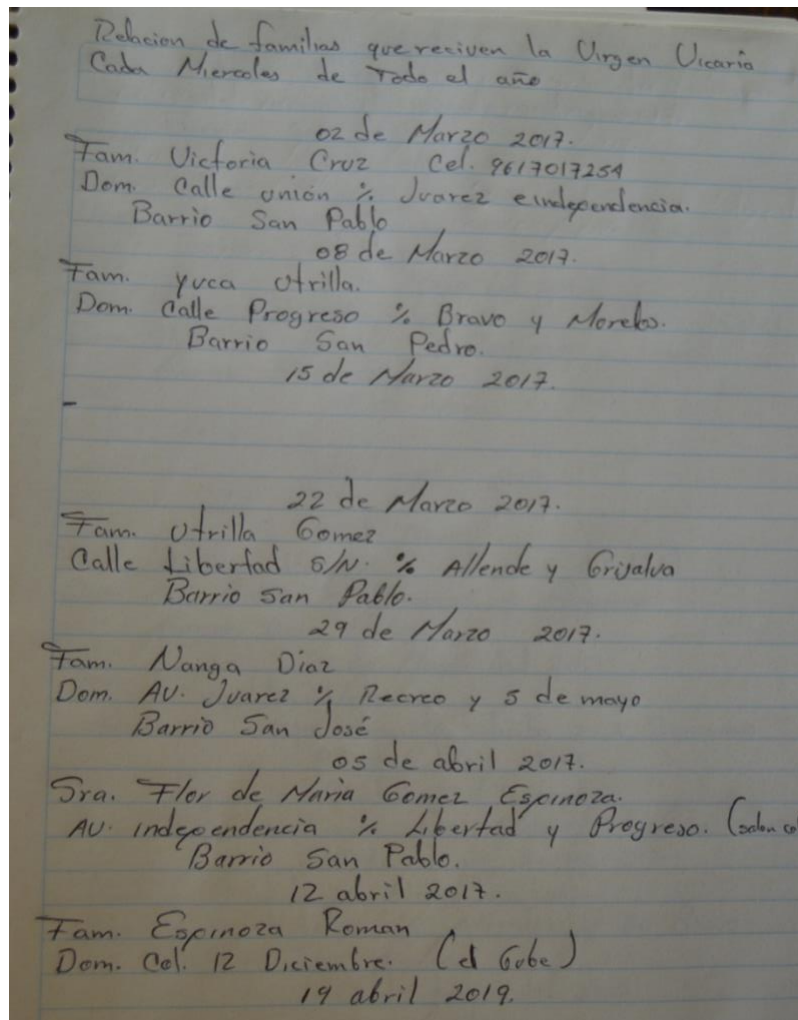 Relacion de familias que reciven la Virgen Vicaria
Cada Miercoles de Todo el año
02 de Marzo 2017.
Fam. Victoria Cruz Cel. 9617017254
Dom. Calle unión % Juarez e independencia.
Barrio San Pablo
08 de Marzo 2017.
Fam. yuca Utrilla.
Dom. Calle Progreso % Bravo y Morelos.
Barrio San Pedro.
15 de Marzo 2017.
-
22 de Marzo 2017.
Fam. Utrilla Gomez
Calle Libertad S/N. % Allende y Grijalva
Barrio San Pablo.
29 de Marzo 2017.
Fam. Nanga Diaz
Dom. AV. Juarez % Recreo y 5 de mayo
Barrio San José
05 de abril 2017.
Sra. Flor de Maria Gomez Espinoza.
AV. independencia % Libertad y Progreso. (salon
Barrio San Pablo.
12 abril 2017.
Fam. Espinoza Roman
Dom. Col. 12 Diciembre. (el Gube)
19 abril 2019.